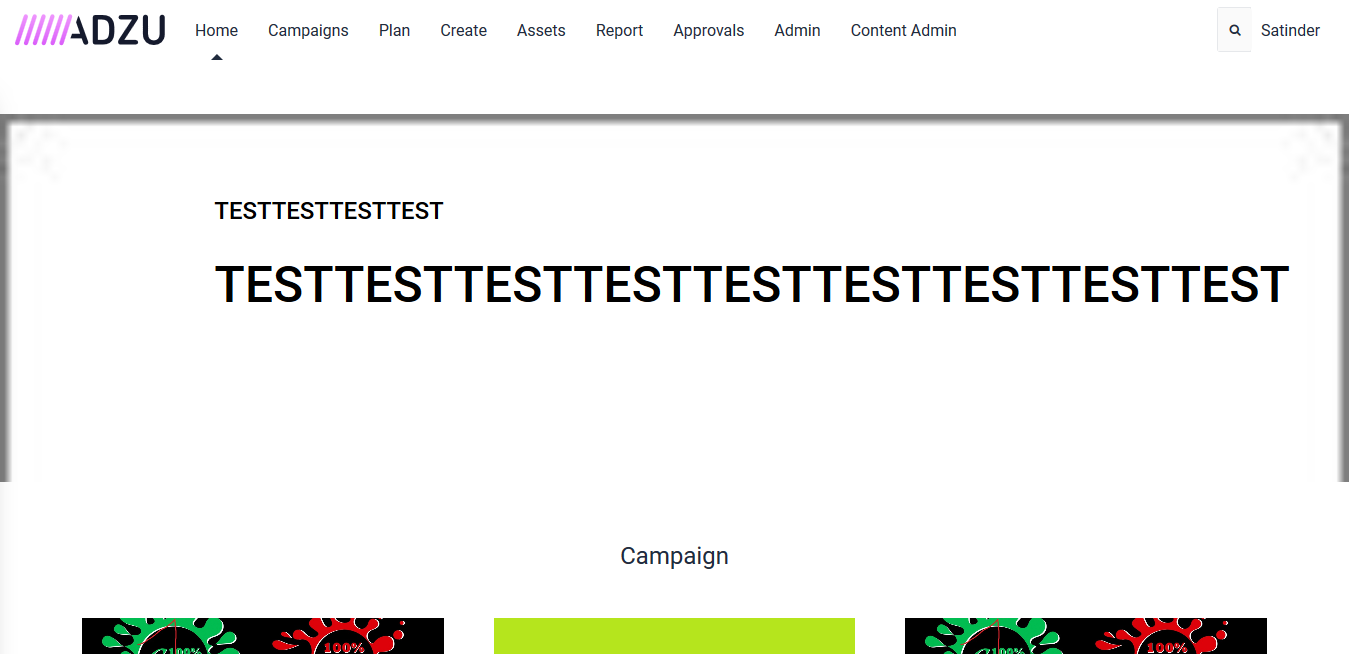 ADZU
Home Campaigns Plan Create Assets Report Approvals Admin Content Admin Satinder
TESTTESTTESTTEST
TESTTESTTESTTESTTESTTESTTESTTESTTEST
Campaign
100% 100% 100% 100%